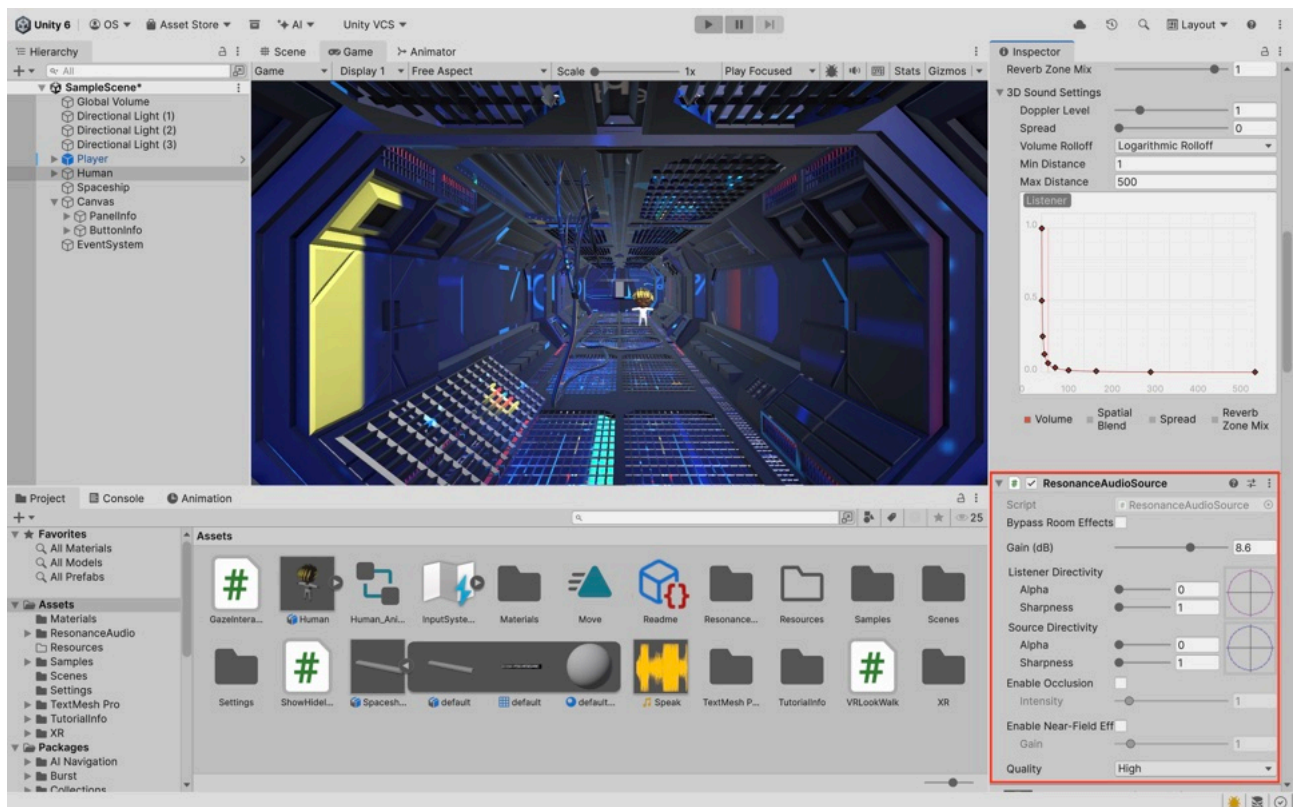 Unity 6 OS Asset Store AI Unity VCS Layout
Hierarchy
All
SampleScene*
Global Volume
Directional Light (1)
Directional Light (2)
Directional Light (3)
Player
Human
Spaceship
Canvas
PanelInfo
ButtonInfo
EventSystem
Scene Game Animator
Game Display 1 Free Aspect Scale 1x Play Focused Stats Gizmos
Inspector
Reverb Zone Mix 1
3D Sound Settings
Doppler Level 1
Spread 0
Volume Rolloff Logarithmic Rolloff
Min Distance 1
Max Distance 500
Listener
1.0
0.5
0.0
0 100 200 300 400 500
Volume Spatial Blend Spread Reverb Zone Mix
# ResonanceAudioSource
Script # ResonanceAudioSource
Bypass Room Effects
Gain (dB) 8.6
Listener Directivity
Alpha 0
Sharpness 1
Source Directivity
Alpha 0
Sharpness 1
Enable Occlusion
Intensity 1
Enable Near-Field Eff
Gain 1
Quality High
Project Console Animation
25
Favorites
All Materials
All Models
All Prefabs
Assets
Materials
ResonanceAudio
Resources
Samples
Scenes
Settings
TextMesh Pro
TutorialInfo
XR
Packages
AI Navigation
Burst
Collections
Assets
GazeIntera... Human Human_Ani... InputSyste... Materials Move Readme Resonance... Resources Samples Scenes
Settings ShowHideI... Spacesh... default default default... Speak TextMesh P... TutorialInfo VRLookWalk XR